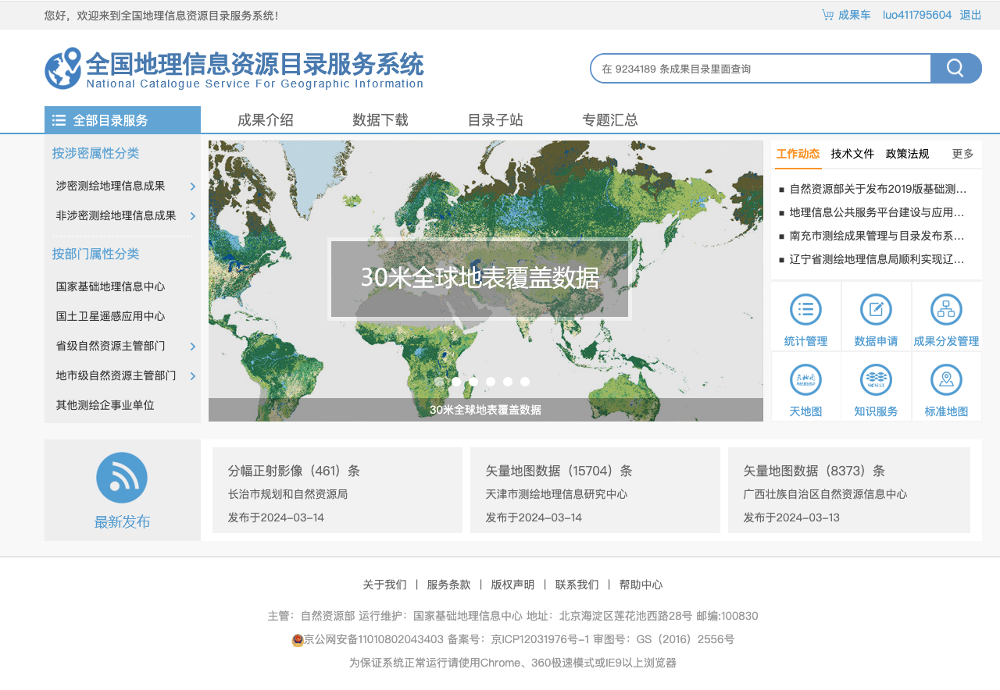 您好，欢迎来到全国地理信息资源目录服务系统！
成果车 luo411795604 退出
全国地理信息资源目录服务系统
National Catalogue Service For Geographic Information
在 9234189 条成果目录里面查询
全部目录服务
成果介绍 数据下载 目录子站 专题汇总
按涉密属性分类
涉密测绘地理信息成果
非涉密测绘地理信息成果
按部门属性分类
国家基础地理信息中心
国土卫星遥感应用中心
省级自然资源主管部门
地市级自然资源主管部门
其他测绘企事业单位
30米全球地表覆盖数据
30米全球地表覆盖数据
工作动态 技术文件 政策法规 更多
自然资源部关于发布2019版基础测...
地理信息公共服务平台建设与应用...
南充市测绘成果管理与目录发布系...
辽宁省测绘地理信息局顺利实现辽...
统计管理 数据申请 成果分发管理
天地图 知识服务 标准地图
最新发布
分幅正射影像（461）条
长治市规划和自然资源局
发布于2024-03-14
矢量地图数据（15704）条
天津市测绘地理信息研究中心
发布于2024-03-14
矢量地图数据（8373）条
广西壮族自治区自然资源信息中心
发布于2024-03-13
关于我们 | 服务条款 | 版权声明 | 联系我们 | 帮助中心
主管：自然资源部 运行维护：国家基础地理信息中心 地址：北京海淀区莲花池西路28号 邮编:100830
京公网安备11010802043403 备案号：京ICP12031976号-1 审图号：GS（2016）2556号
为保证系统正常运行请使用Chrome、360极速模式或IE9以上浏览器